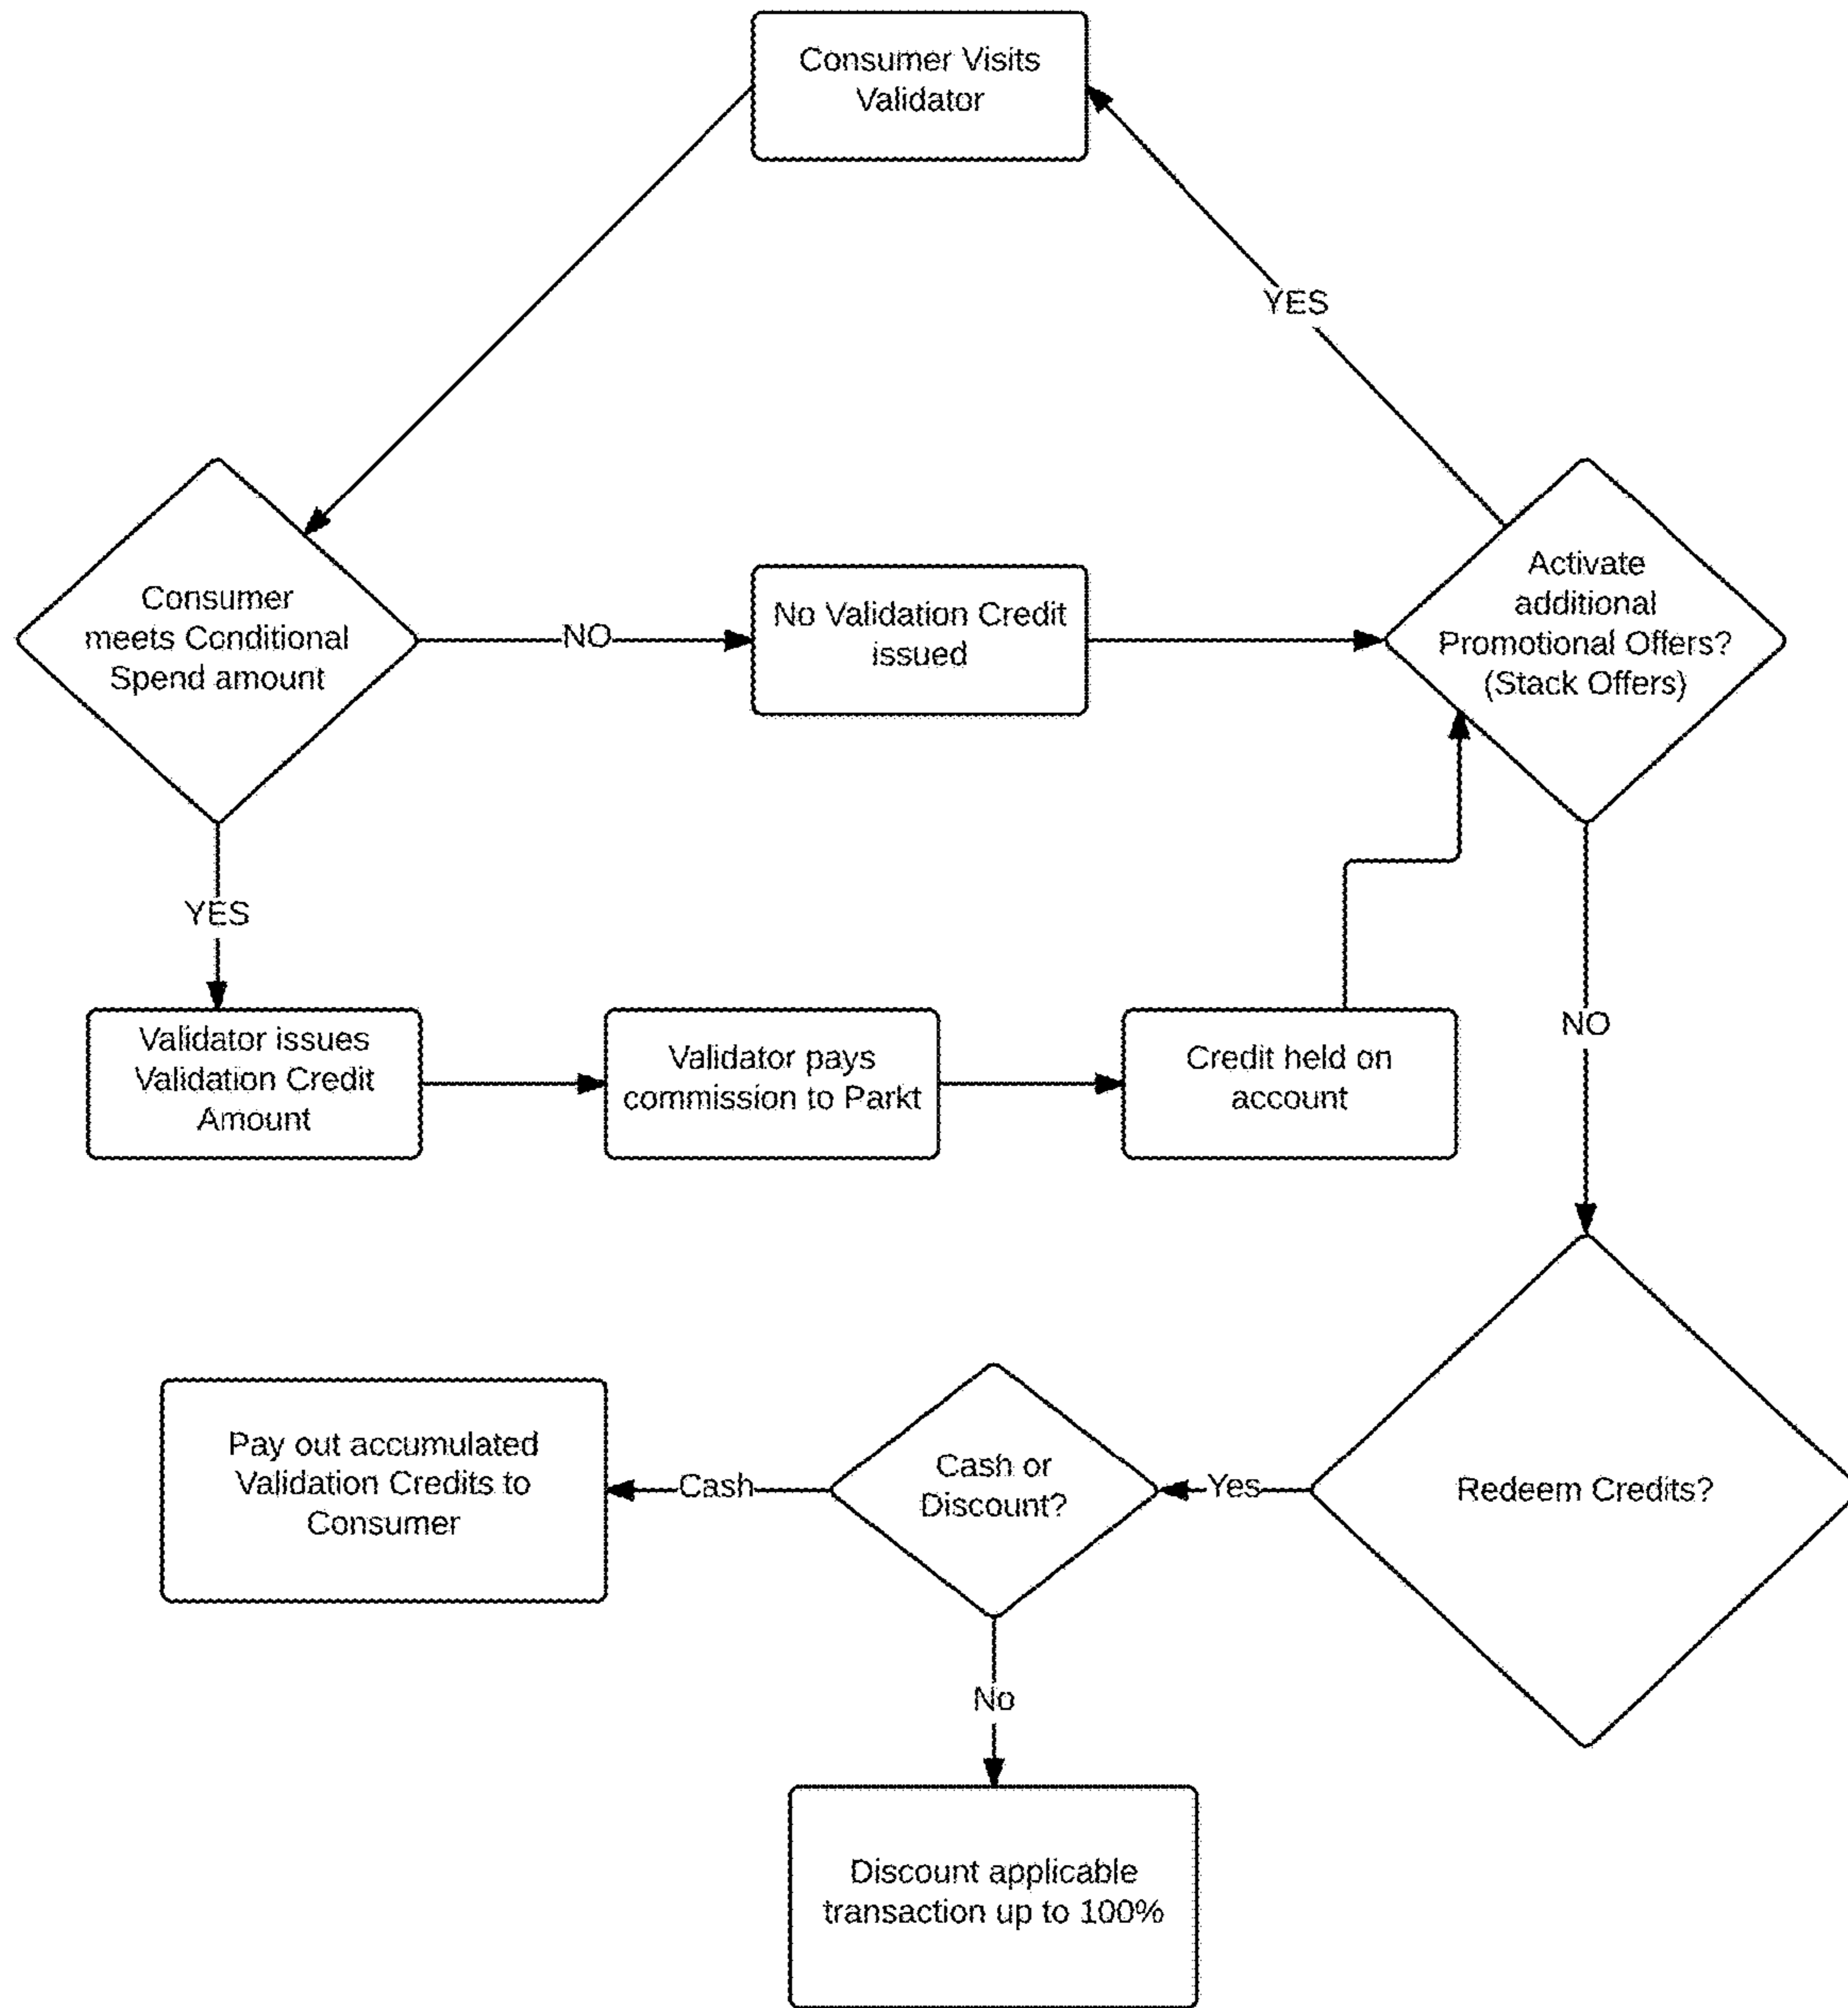 Consumer Visits
Validator
YES
Consumer
meets Conditional
Spend amount
NO
No Validation Credit
issued
Activate
additional
Promotional Offers?
(Stack Offers)
YES
Validator issues
Validation Credit
Amount
Validator pays
commission to Parkt
Credit held on
account
NO
Pay out accumulated
Validation Credits to
Consumer
Cash
Cash or
Discount?
Yes
Redeem Credits?
No
Discount applicable
transaction up to 100%